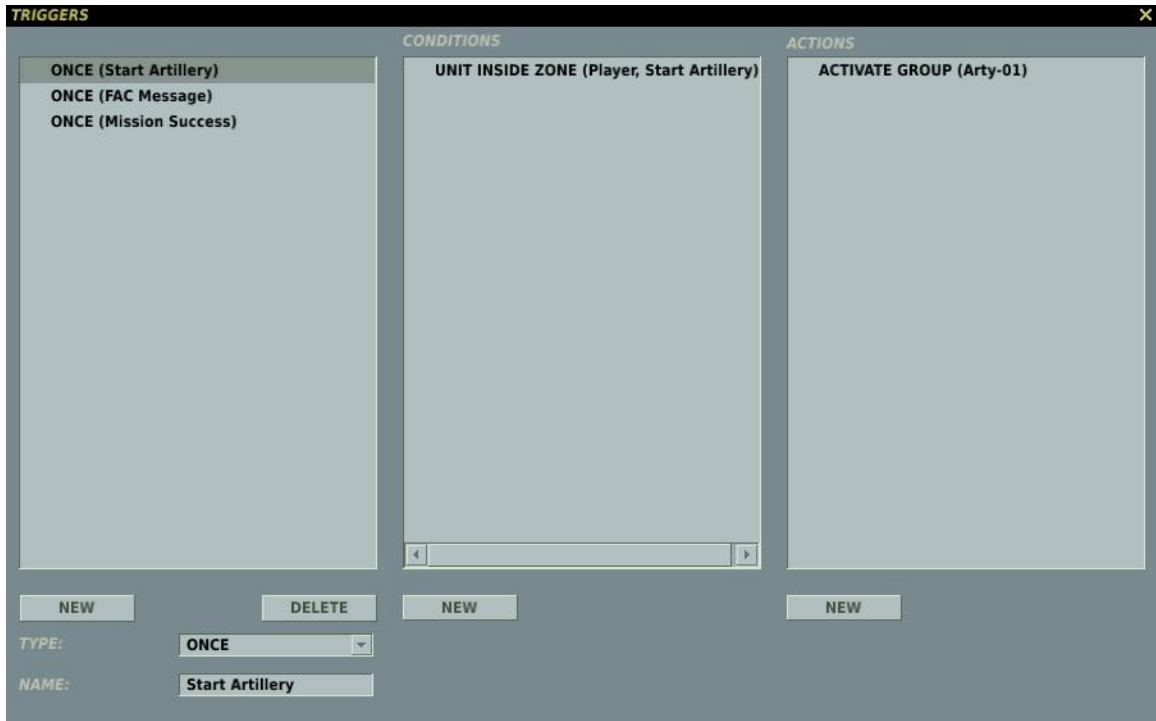 TRIGGERS
CONDITIONS
ACTIONS
ONCE (Start Artillery)
ONCE (FAC Message)
ONCE (Mission Success)
UNIT INSIDE ZONE (Player, Start Artillery)
ACTIVATE GROUP (Arty-01)
NEW
DELETE
NEW
NEW
TYPE:
ONCE
NAME:
Start Artillery